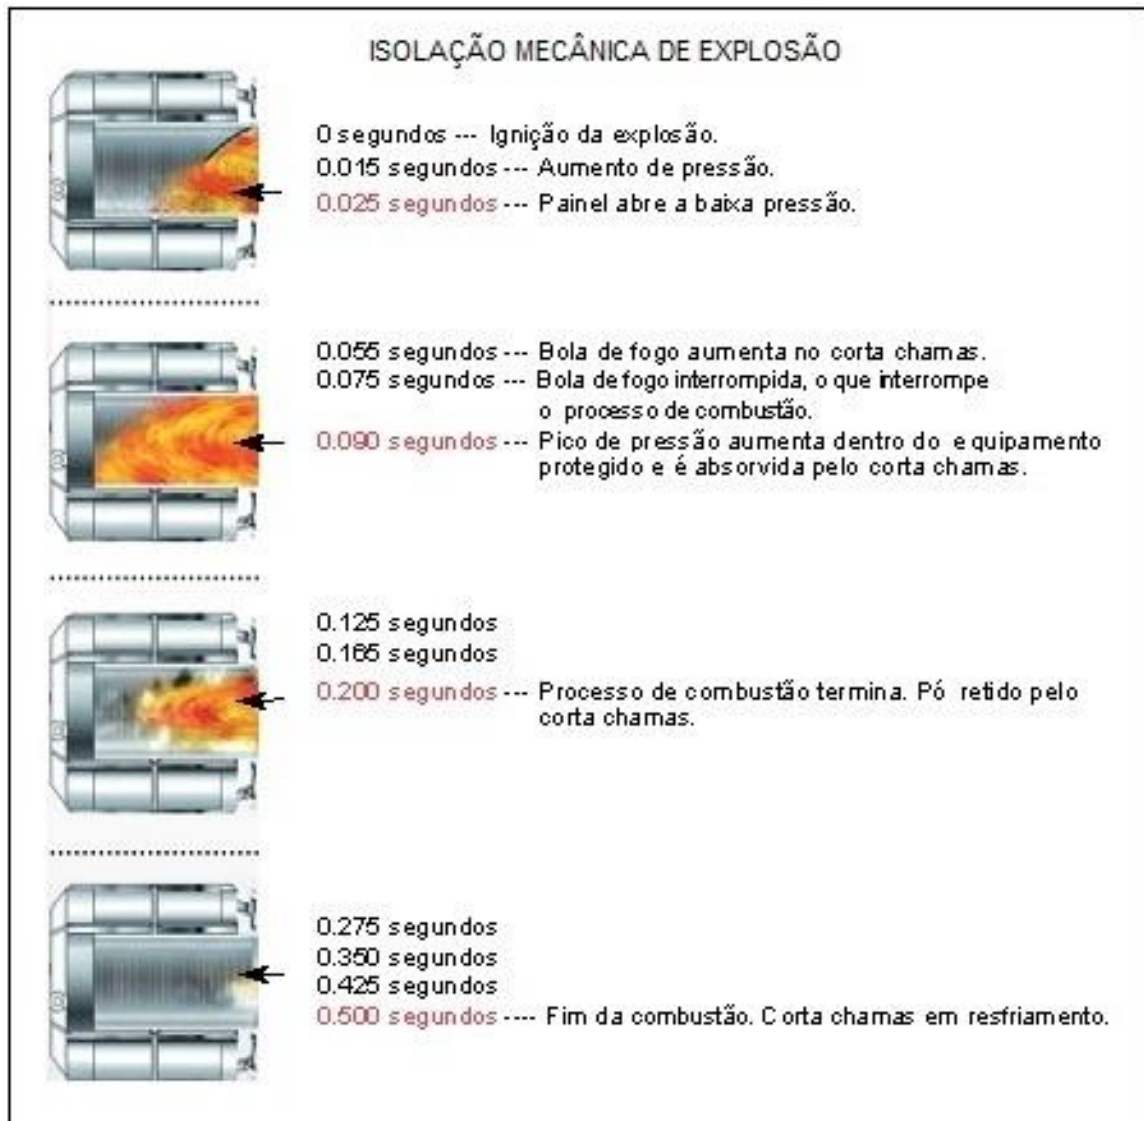 ISOLAÇÃO MECÂNICA DE EXPLOSÃO
0 segundos --- Ignição da explosão.
0.015 segundos --- Aumento de pressão.
0.025 segundos --- Painel abre a baixa pressão.
0.055 segundos --- Bola de fogo aumenta no corta chamas.
0.075 segundos --- Bola de fogo interrompida, o que interrompe
o processo de combustão.
0.090 segundos --- Pico de pressão aumenta dentro do equipamento
protegido e é absorvida pelo corta chamas.
0.125 segundos
0.165 segundos
0.200 segundos --- Processo de combustão termina. Pó retido pelo
corta chamas.
0.275 segundos
0.350 segundos
0.425 segundos
0.500 segundos ---- Fim da combustão. Corta chamas em resfriamento.